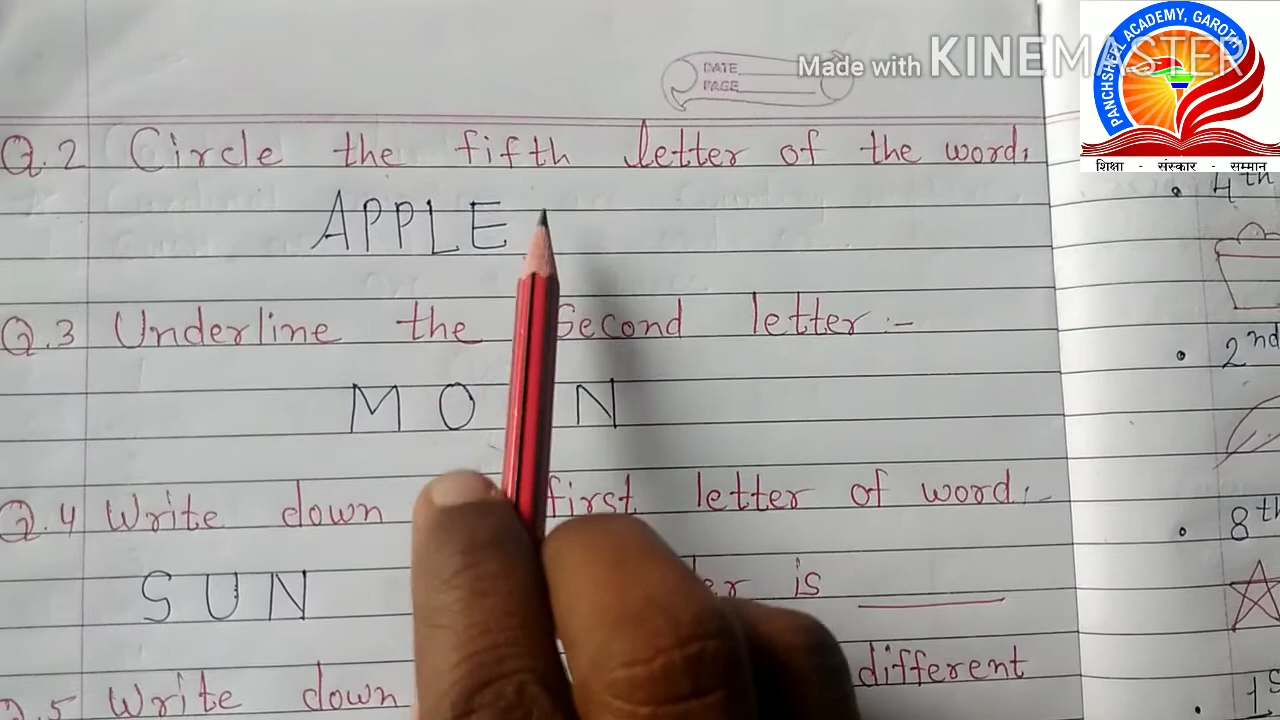 Made with KINEMASTER
PANCHSHEEL ACADEMY, GAROTH
शिक्षा - संस्कार - सम्मान
DATE
PAGE
Q.2 Circle the fifth letter of the word:
APPLE
Q.3 Underline the Second letter:-
M O N
Q.4 Write down first letter of word:-
S U N is
Q.5 Write down different
4th
2nd
8th